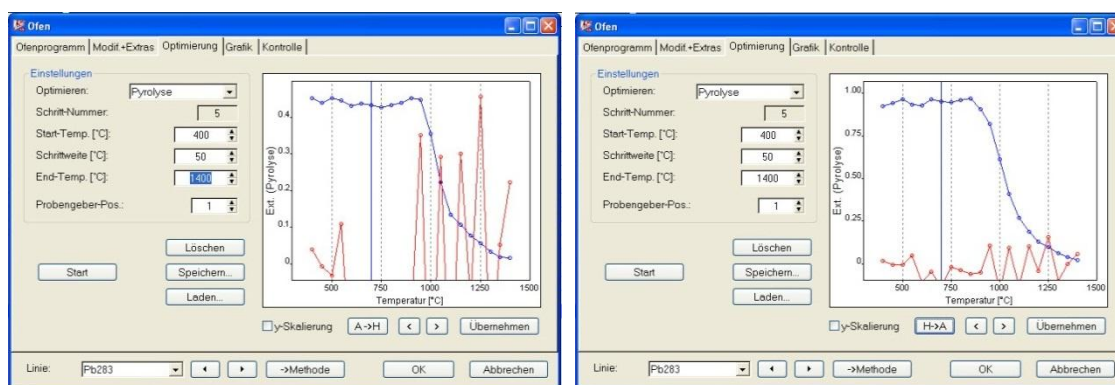 Ofen
Ofenprogramm Modif.+Extras Optimierung Grafik Kontrolle
Einstellungen
Optimieren: Pyrolyse
Schritt-Nummer: 5
Start-Temp. [°C]: 400
Schrittweite [°C]: 50
End-Temp. [°C]: 1400
Probengeber-Pos.: 1
Löschen
Start Speichern...
Laden...
Ext. (Pyrolyse)
0.4
0.3
0.2
0.1
0
500 750 1000 1250 1500
Temperatur [°C]
y-Skalierung A->H < > Übernehmen
Linie: Pb283 ->Methode OK Abbrechen
Ofen
Ofenprogramm Modif.+Extras Optimierung Grafik Kontrolle
Einstellungen
Optimieren: Pyrolyse
Schritt-Nummer: 5
Start-Temp. [°C]: 400
Schrittweite [°C]: 50
End-Temp. [°C]: 1400
Probengeber-Pos.: 1
Löschen
Start Speichern...
Laden...
Ext. (Pyrolyse)
1.00
0.75
0.50
0.25
0.00
500 750 1000 1250 1500
Temperatur [°C]
y-Skalierung H->A < > Übernehmen
Linie: Pb283 ->Methode OK Abbrechen